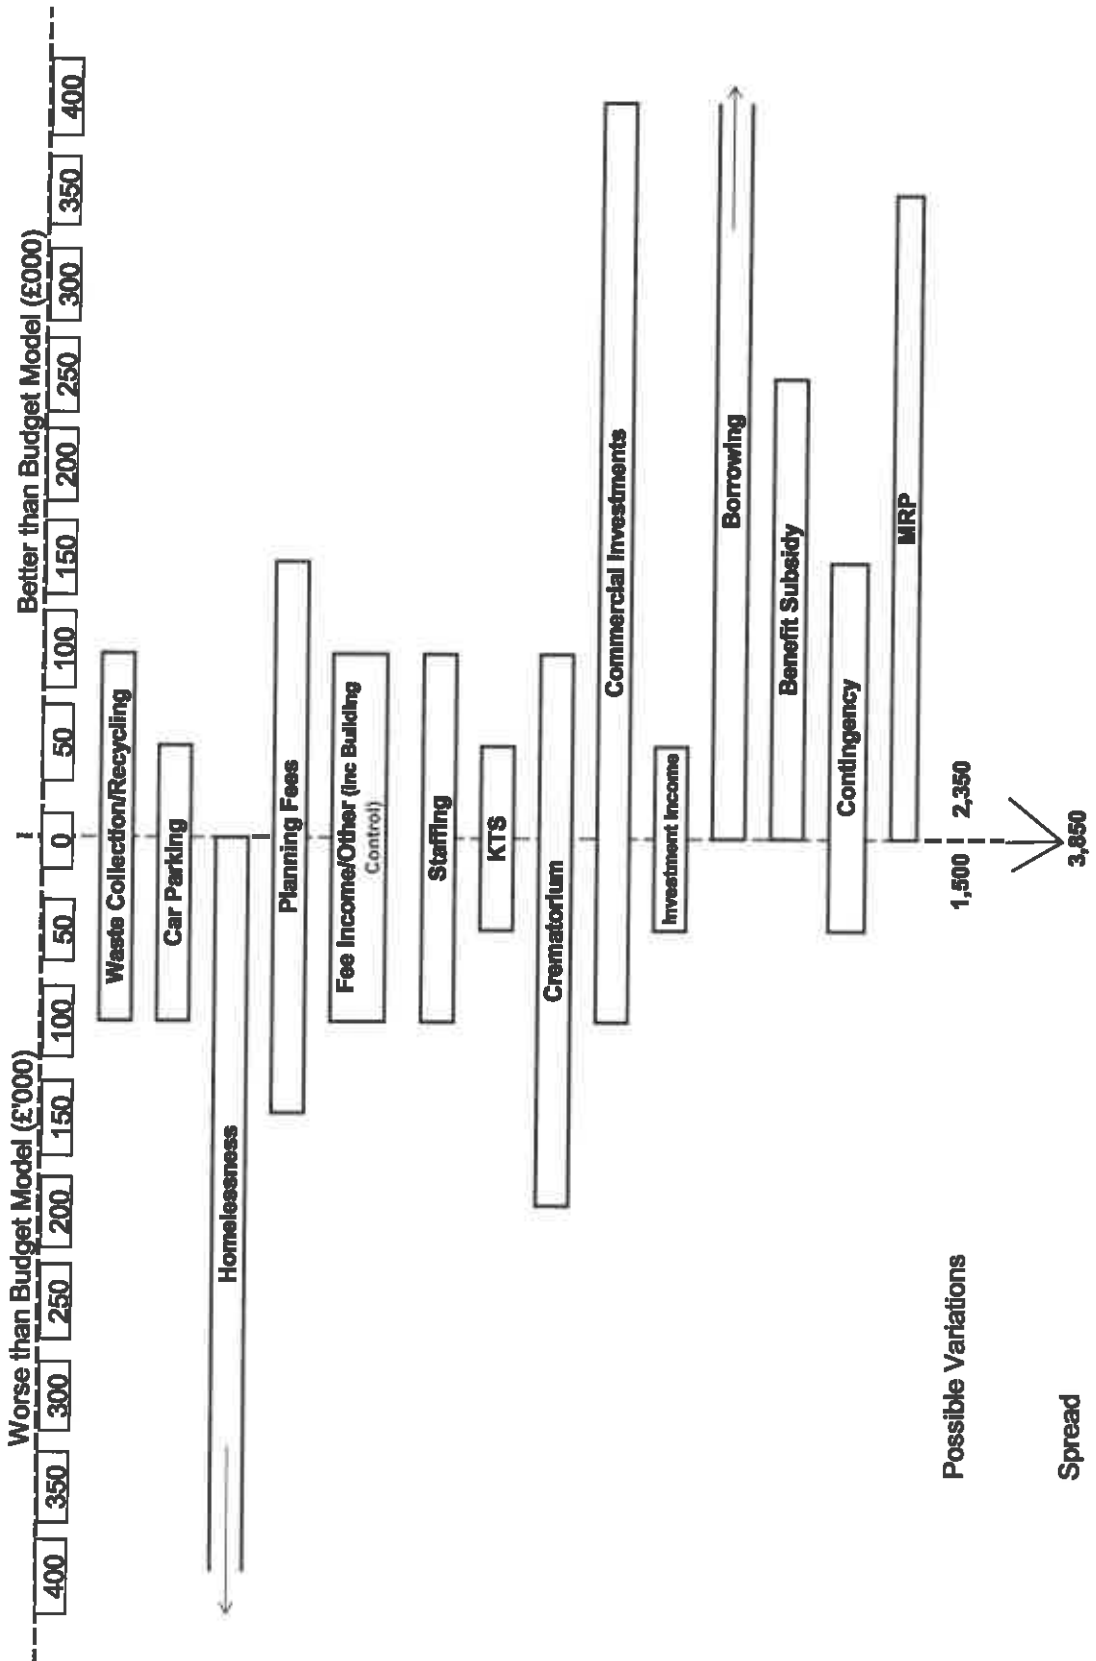 Worse than Budget Model (£'000) Better than Budget Model (£000)
400 350 300 250 200 150 100 50 0 50 100 150 200 250 300 350 400
Waste Collection/Recycling
Car Parking
Homelessness
Planning Fees
Fee Income/Other (Inc Building
Control)
Staffing
KTS
Crematorium
Commercial Investments
Investment Income
Borrowing
Benefit Subsidy
Contingency
MRP
Possible Variations 1,500 2,350
Spread 3,850